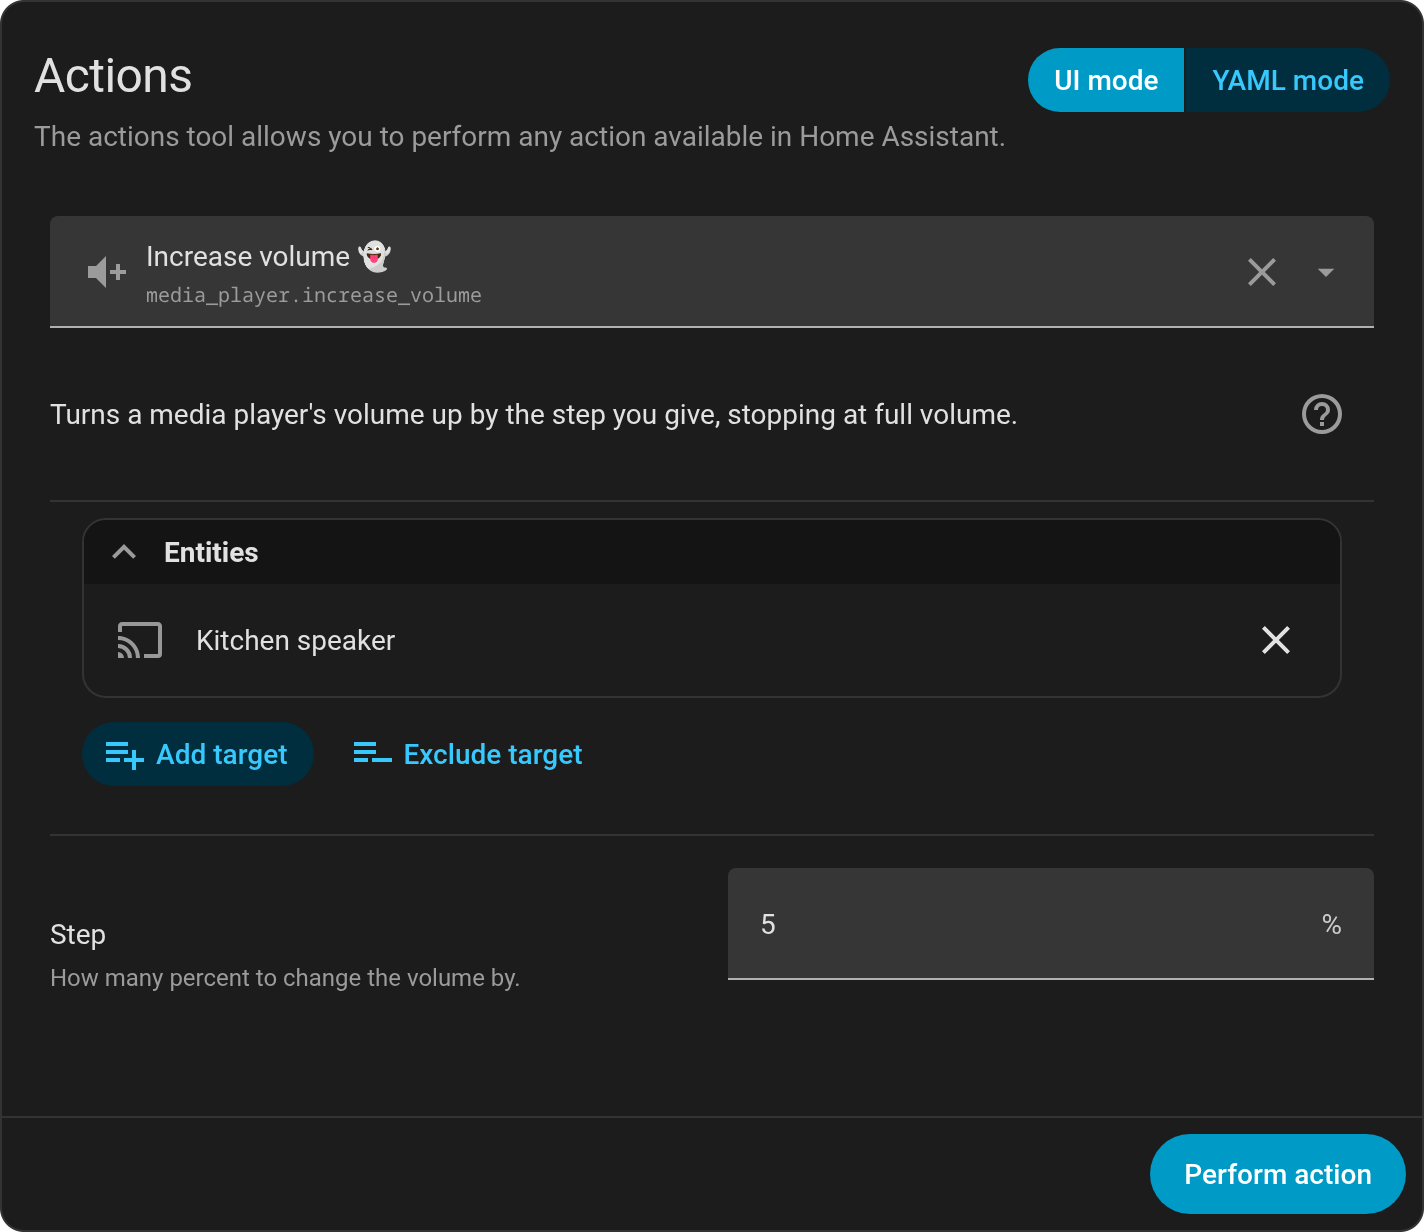 Actions
UI mode
YAML mode
The actions tool allows you to perform any action available in Home Assistant.
Increase volume 👻
media_player.increase_volume
Turns a media player's volume up by the step you give, stopping at full volume.
Entities
Kitchen speaker
Add target
Exclude target
5 %
Step
How many percent to change the volume by.
Perform action